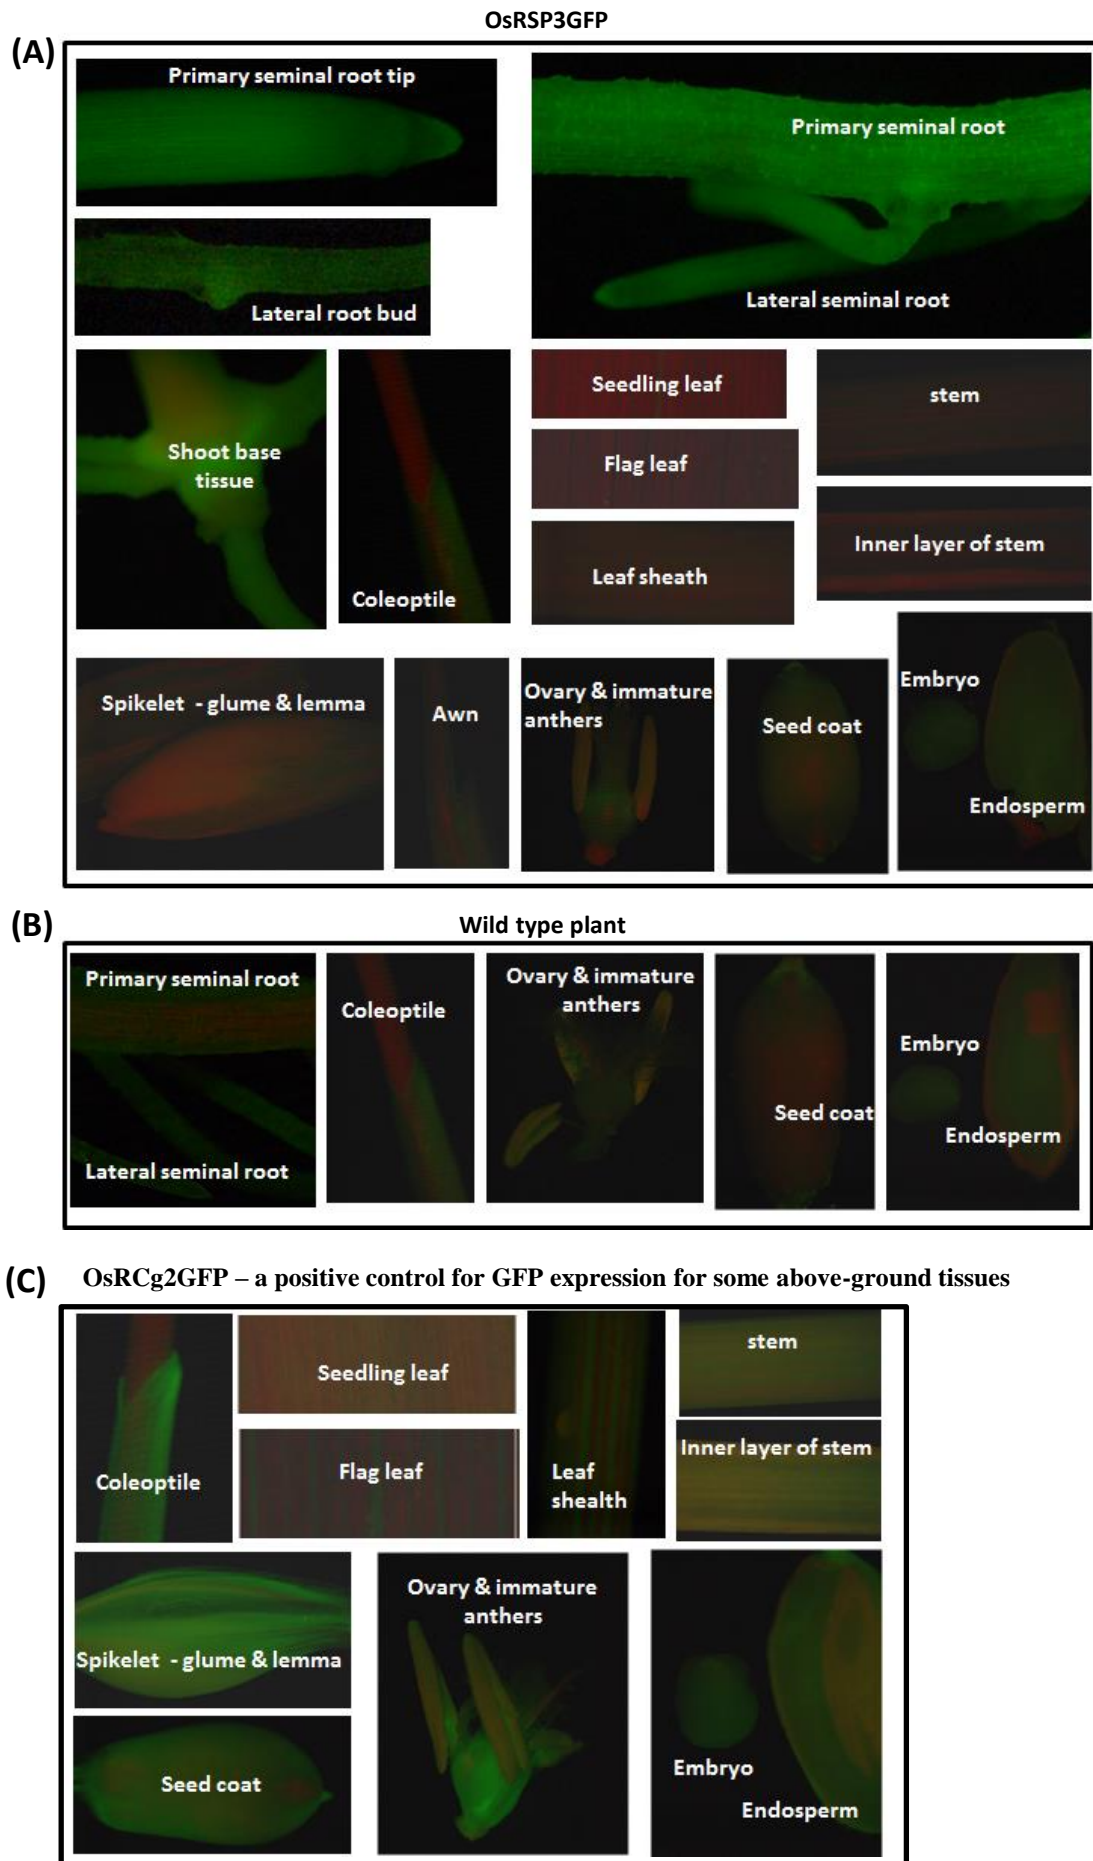 OsRSP3GFP
(A)
Primary seminal root tip
Primary seminal root
Lateral root bud
Lateral seminal root
Shoot base
tissue
Coleoptile
Seedling leaf
Flag leaf
Leaf sheath
stem
Inner layer of stem
Spikelet - glume & lemma
Awn
Ovary & immature
anthers
Seed coat
Embryo
Endosperm
(B)
Wild type plant
Primary seminal root
Lateral seminal root
Coleoptile
Ovary & immature
anthers
Seed coat
Embryo
Endosperm
(C)
OsRCg2GFP – a positive control for GFP expression for some above-ground tissues
Coleoptile
Seedling leaf
Flag leaf
Leaf
shealth
stem
Inner layer of stem
Spikelet - glume & lemma
Seed coat
Ovary & immature
anthers
Embryo
Endosperm